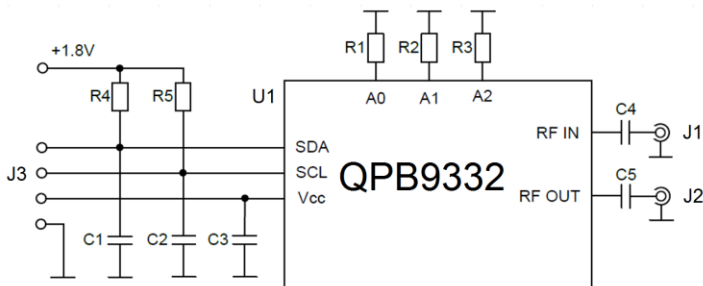 R1 R2 R3
+1.8V
R4 R5 U1 A0 A1 A2
C4
RF IN J1
SDA
J3 SCL QPB9332
C5
Vcc RF OUT J2
C1 C2 C3